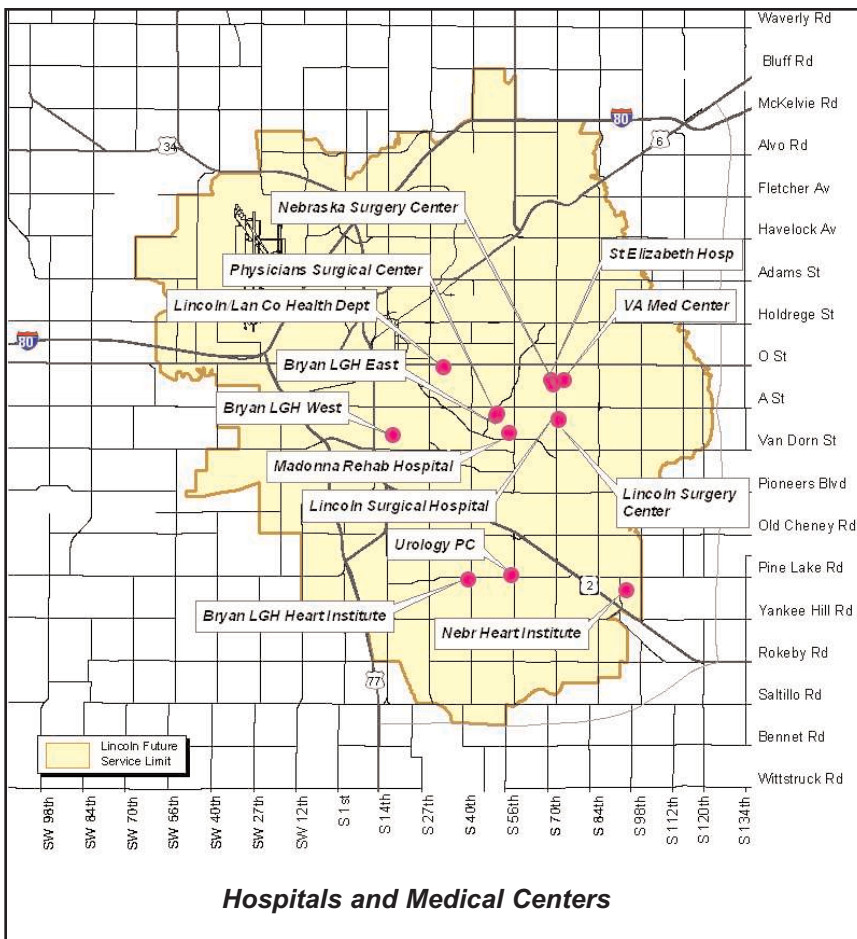 Waverly Rd
Bluff Rd
McKelvie Rd
80
6
34
Alvo Rd
Fletcher Av
Nebraska Surgery Center
Havelock Av
St Elizabeth Hosp
Physicians Surgical Center
Adams St
Lincoln/Lan Co Health Dept
VA Med Center
Holdrege St
80
O St
Bryan LGH East
A St
Bryan LGH West
Van Dorn St
Madonna Rehab Hospital
Pioneers Blvd
Lincoln Surgical Hospital
Lincoln Surgery
Center
Old Cheney Rd
Urology PC
Pine Lake Rd
2
Bryan LGH Heart Institute
Yankee Hill Rd
Nebr Heart Institute
Rokeby Rd
77
Saltillo Rd
Bennet Rd
Lincoln Future
Service Limit
Wittstruck Rd
SW 98th
SW 84th
SW 70th
SW 56th
SW 40th
SW 27th
SW 12th
S 1st
S 14th
S 27th
S 40th
S 56th
S 70th
S 84th
S 98th
S 112th
S 120th
S 134th
Hospitals and Medical Centers